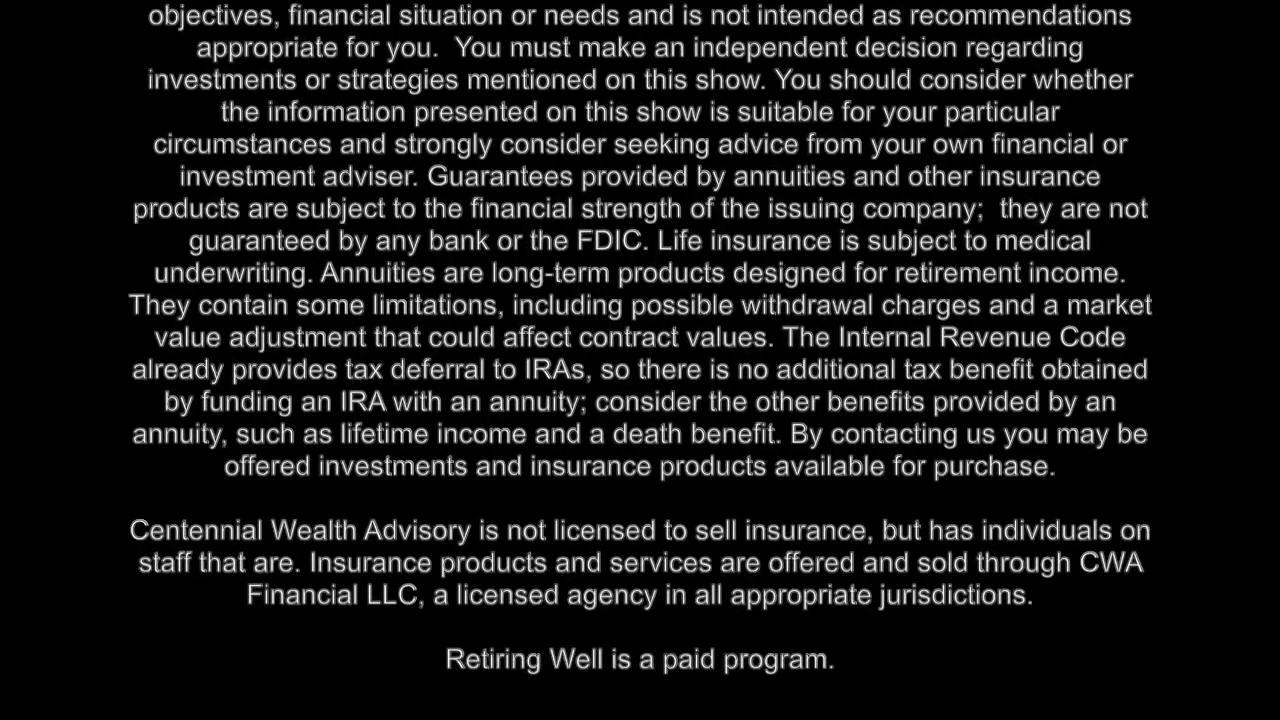 objectives, financial situation or needs and is not intended as recommendations
appropriate for you.  You must make an independent decision regarding
investments or strategies mentioned on this show. You should consider whether
the information presented on this show is suitable for your particular
circumstances and strongly consider seeking advice from your own financial or
investment adviser. Guarantees provided by annuities and other insurance
products are subject to the financial strength of the issuing company;  they are not
guaranteed by any bank or the FDIC. Life insurance is subject to medical
underwriting. Annuities are long-term products designed for retirement income.
They contain some limitations, including possible withdrawal charges and a market
value adjustment that could affect contract values. The Internal Revenue Code
already provides tax deferral to IRAs, so there is no additional tax benefit obtained
by funding an IRA with an annuity; consider the other benefits provided by an
annuity, such as lifetime income and a death benefit. By contacting us you may be
offered investments and insurance products available for purchase.
Centennial Wealth Advisory is not licensed to sell insurance, but has individuals on
staff that are. Insurance products and services are offered and sold through CWA
Financial LLC, a licensed agency in all appropriate jurisdictions.
Retiring Well is a paid program.